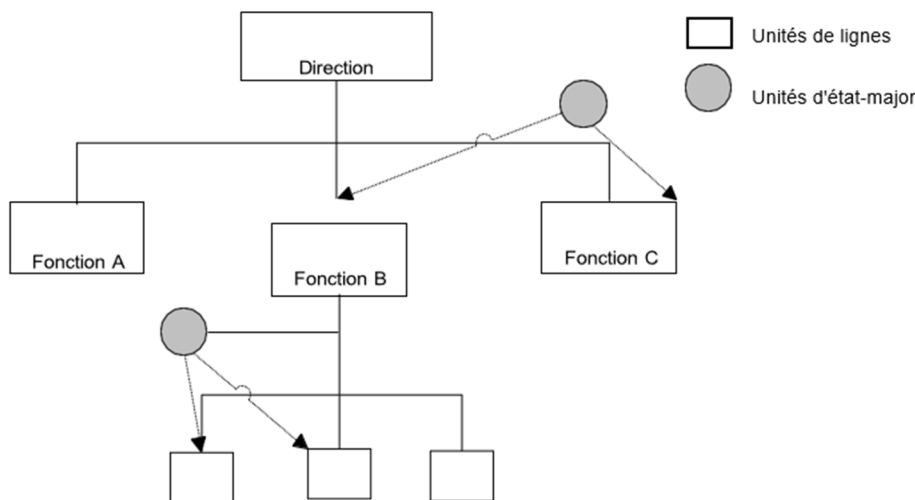 Direction
Unités de lignes
Unités d'état-major
Fonction A
Fonction B
Fonction C